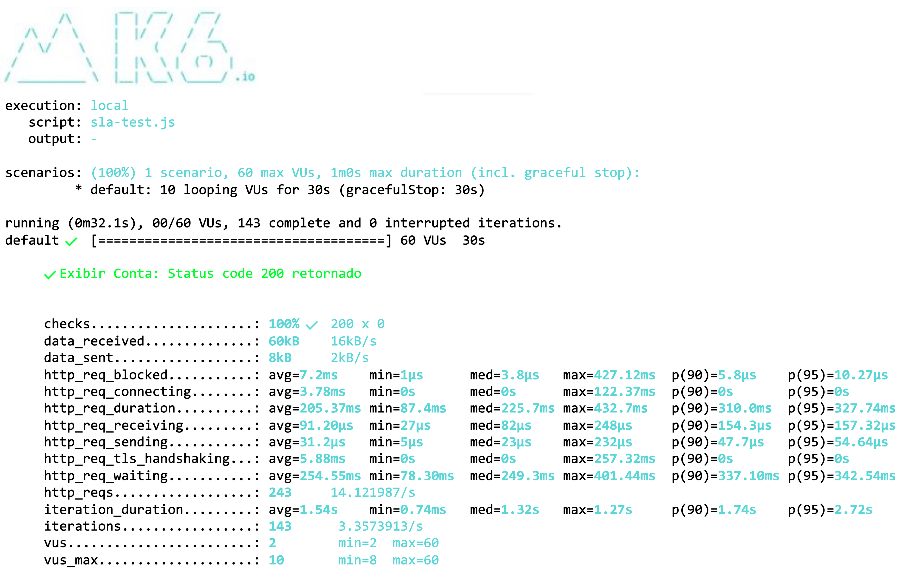 K6
.io
execution: local
script: sla-test.js
output: -
scenarios: (100%) 1 scenario, 60 max VUs, 1m0s max duration (incl. graceful stop):
* default: 10 looping VUs for 30s (gracefulStop: 30s)
running (0m32.1s), 00/60 VUs, 143 complete and 0 interrupted iterations.
default ✓ [=====================================] 60 VUs 30s
✓ Exibir Conta: Status code 200 retornado
checks.....................: 100% ✓ 200 x 0
data_received..............: 60kB 16kB/s
data_sent..................: 8kB 2kB/s
http_req_blocked...........: avg=7.2ms min=1µs med=3.8µs max=427.12ms p(90)=5.8µs p(95)=10.27µs
http_req_connecting........: avg=3.78ms min=0s med=0s max=122.37ms p(90)=0s p(95)=0s
http_req_duration..........: avg=205.37ms min=87.4ms med=225.7ms max=432.7ms p(90)=310.0ms p(95)=327.74ms
http_req_receiving.........: avg=91.20µs min=27µs med=82µs max=248µs p(90)=154.3µs p(95)=157.32µs
http_req_sending...........: avg=31.2µs min=5µs med=23µs max=232µs p(90)=47.7µs p(95)=54.64µs
http_req_tls_handshaking...: avg=5.88ms min=0s med=0s max=257.32ms p(90)=0s p(95)=0s
http_req_waiting...........: avg=254.55ms min=78.30ms med=249.3ms max=401.44ms p(90)=337.10ms p(95)=342.54ms
http_reqs..................: 243 14.121987/s
iteration_duration.........: avg=1.54s min=0.74ms med=1.32s max=1.27s p(90)=1.74s p(95)=2.72s
iterations.................: 143 3.3573913/s
vus........................: 2 min=2 max=60
vus_max....................: 10 min=8 max=60